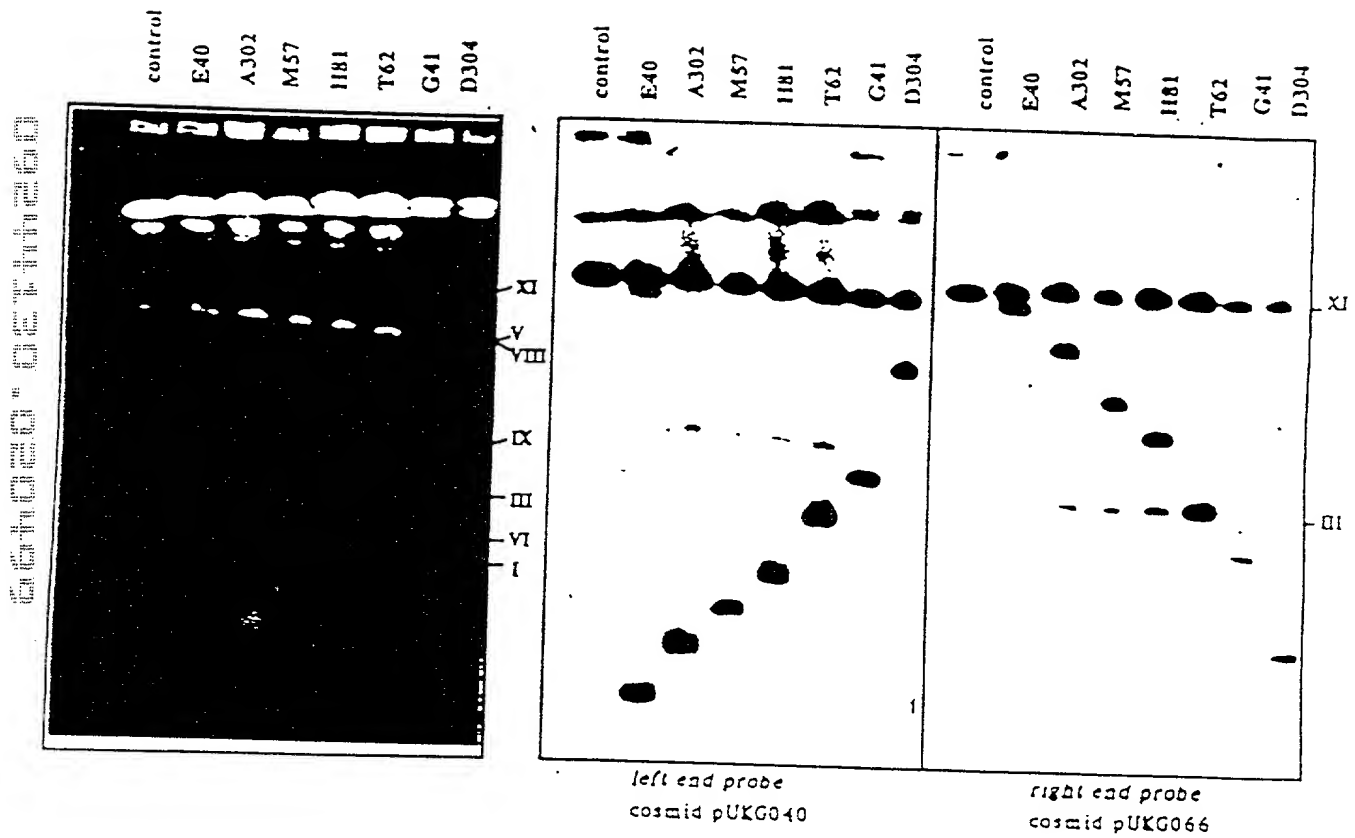 control E40 A302 M57 H81 T62 G41 D304
control E40 A302 M57 H81 T62 G41 D304
control E40 A302 M57 H81 T62 G41 D304
XI
V
VIII
IX
III
VI
I
XI
III
1
left end probe
cosmid pUKG040
right end probe
cosmid pUKG066